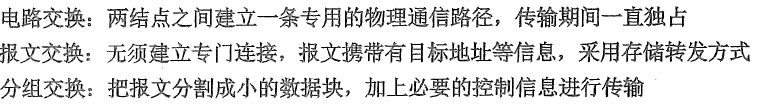 电路交换：两结点之间建立一条专用的物理通信路径，传输期间一直独占
报文交换：无须建立专门连接，报文携带有目标地址等信息，采用存储转发方式
分组交换：把报文分割成小的数据块，加上必要的控制信息进行传输